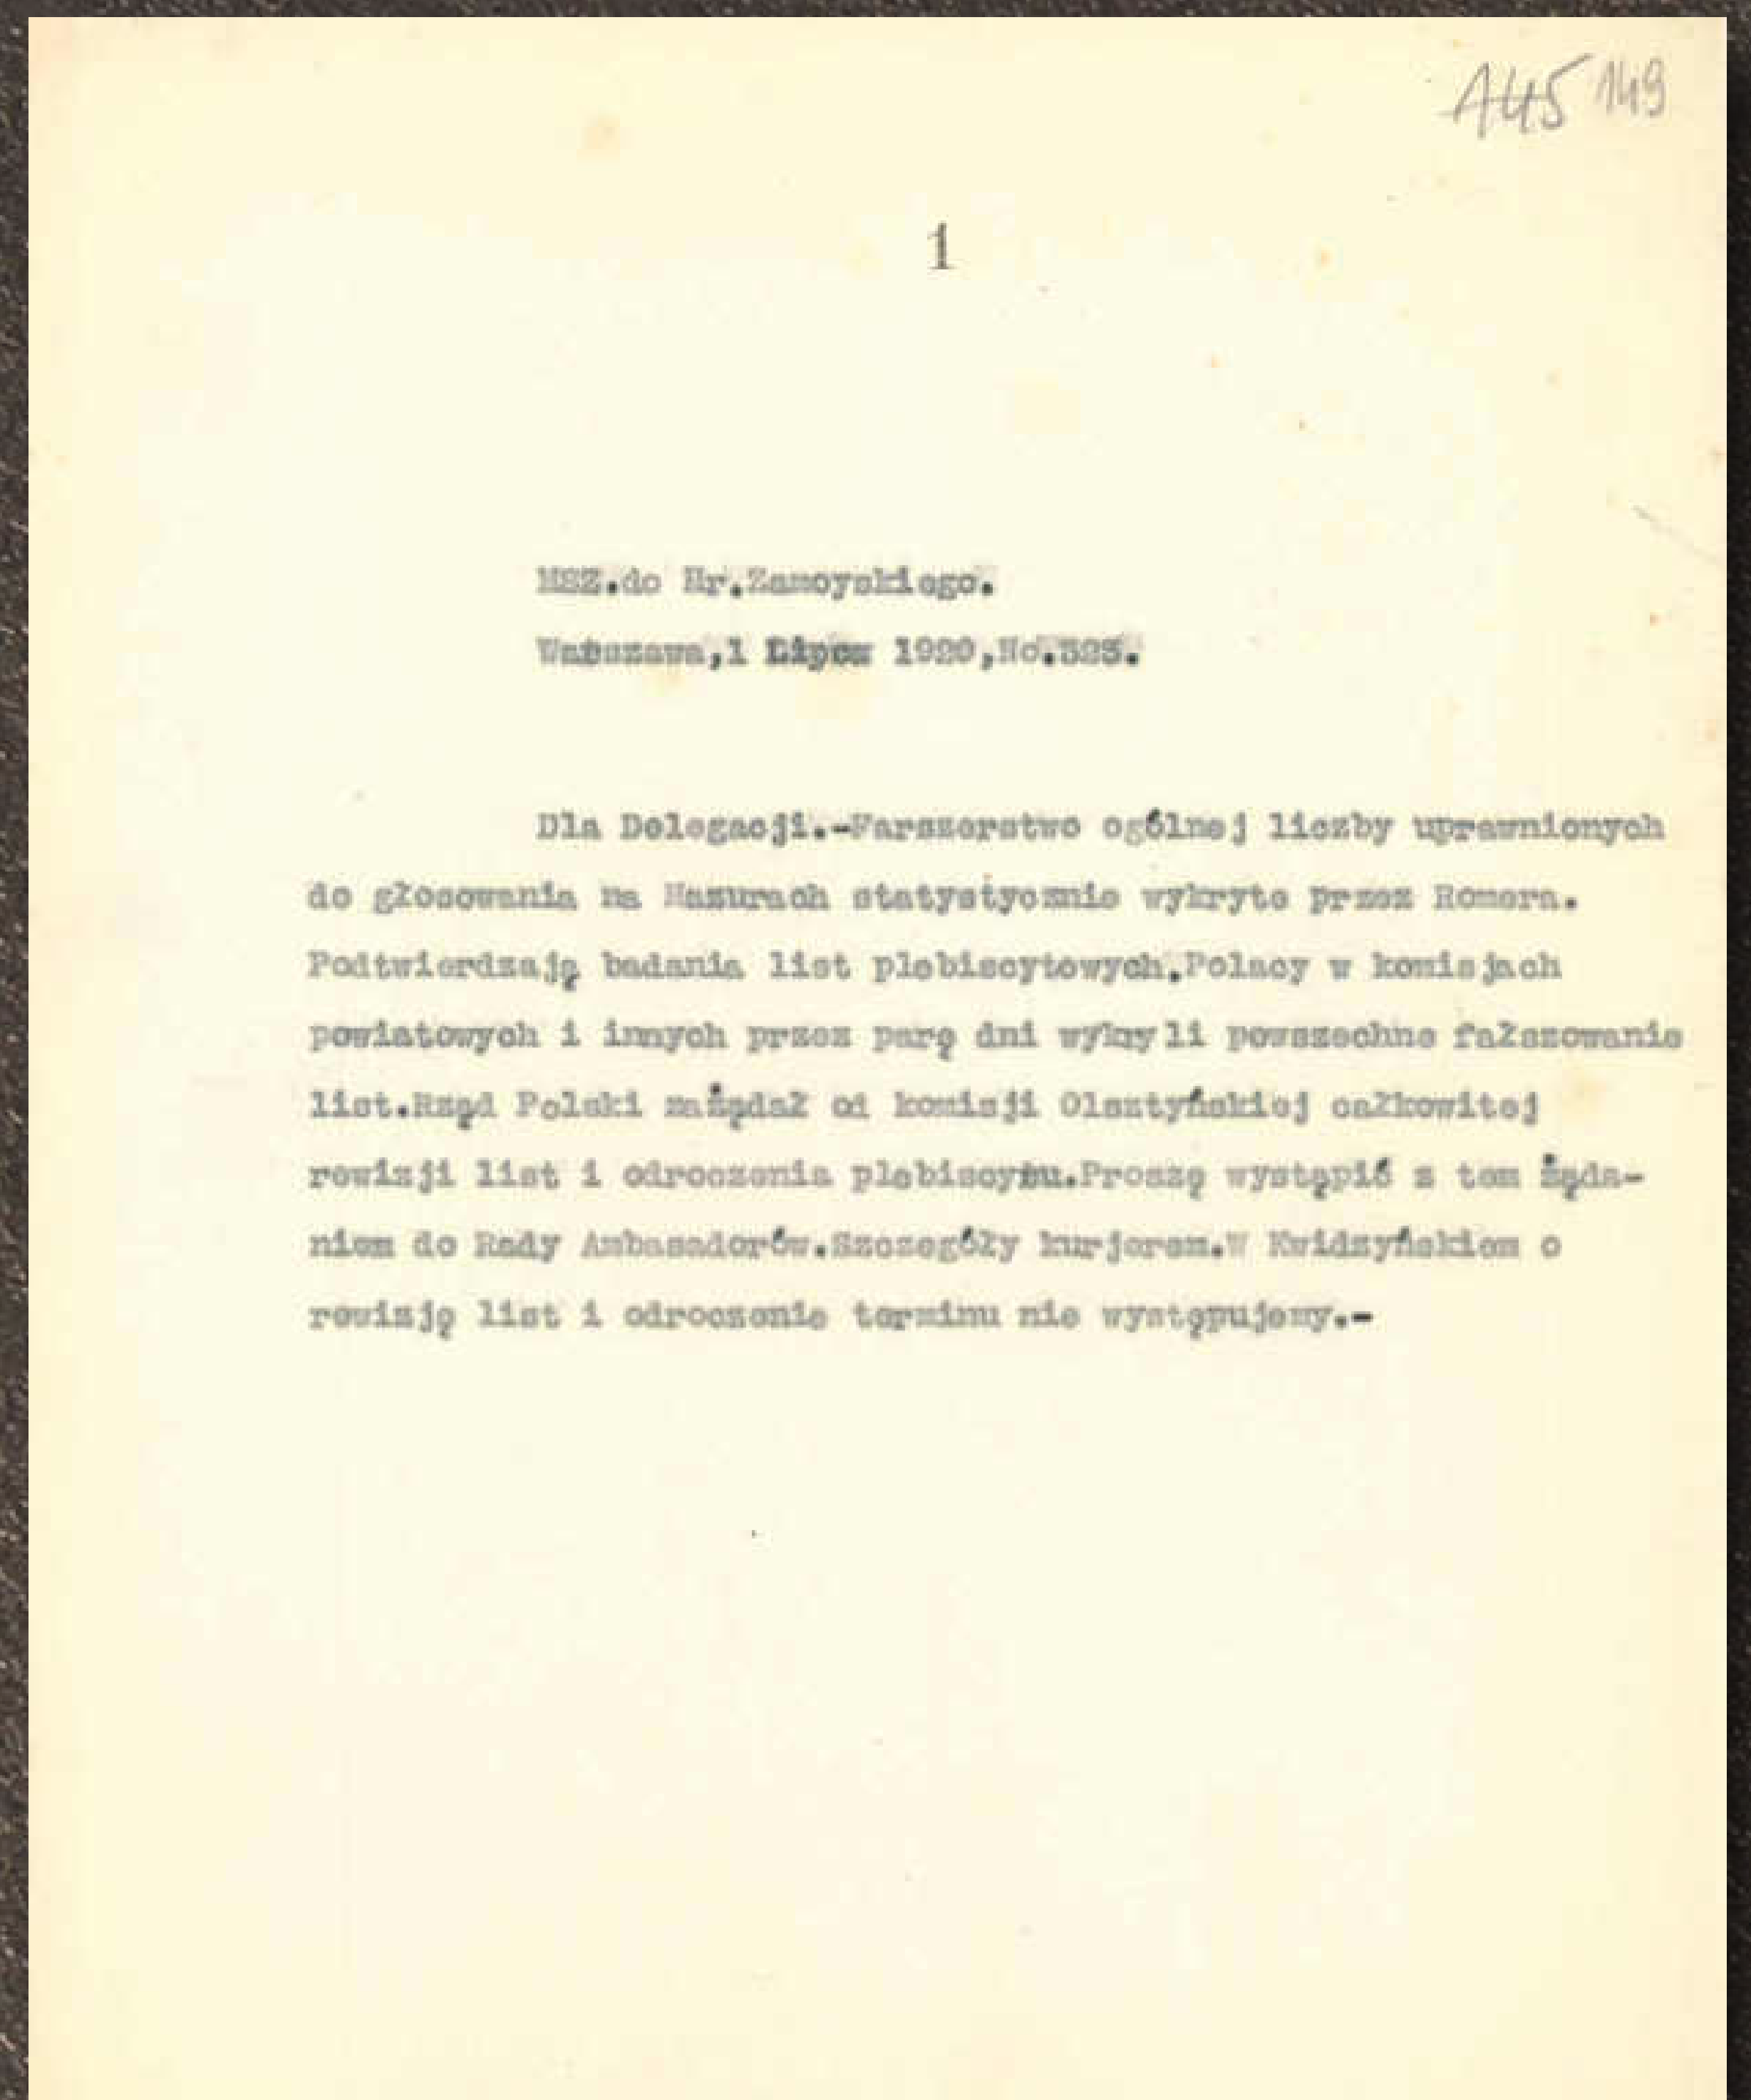 145 149
1
MSZ.do Hr.Zamoyskiego.
Warszawa,1 Lipca 1920,No.325.
Dla Delegacji.-Farszerstwo ogólnej liczby uprawnionych
do głosowania na Mazurach statystycznie wykryte przez Romera.
Podtwierdzają badania list plebiscytowych.Polacy w komisjach
powiatowych i innych przez parę dni wykryli powszechne fałszowanie
list.Rząd Polski zażądał od komisji Olsztyńskiej całkowitej
rewizji list i odroczenia plebiscytu.Proszę wystąpić z tem żąda-
niem do Rady Ambasadorów.Szczegóły kurjerem.W Kwidzyńskiem o
rewizję list i odroczenie terminu nie występujemy.-